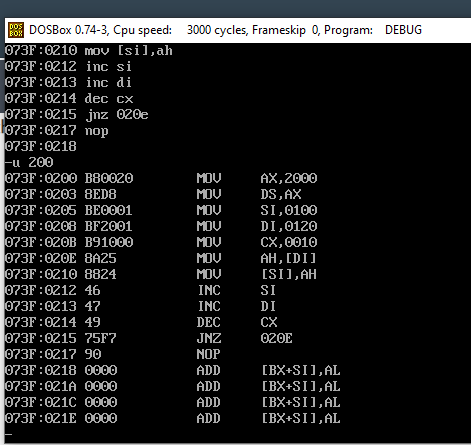 DOSBox 0.74-3, Cpu speed:    3000 cycles, Frameskip  0, Program:    DEBUG
073F:0210 mov [si],ah
073F:0212 inc si
073F:0213 inc di
073F:0214 dec cx
073F:0215 jnz 020e
073F:0217 nop
073F:0218
-u 200
073F:0200 B80020        MOV     AX,2000
073F:0203 8ED8          MOV     DS,AX
073F:0205 BE0001        MOV     SI,0100
073F:0208 BF2001        MOV     DI,0120
073F:020B B91000        MOV     CX,0010
073F:020E 8A25          MOV     AH,[DI]
073F:0210 8824          MOV     [SI],AH
073F:0212 46            INC     SI
073F:0213 47            INC     DI
073F:0214 49            DEC     CX
073F:0215 75F7          JNZ     020E
073F:0217 90            NOP
073F:0218 0000          ADD     [BX+SI],AL
073F:021A 0000          ADD     [BX+SI],AL
073F:021C 0000          ADD     [BX+SI],AL
073F:021E 0000          ADD     [BX+SI],AL
-